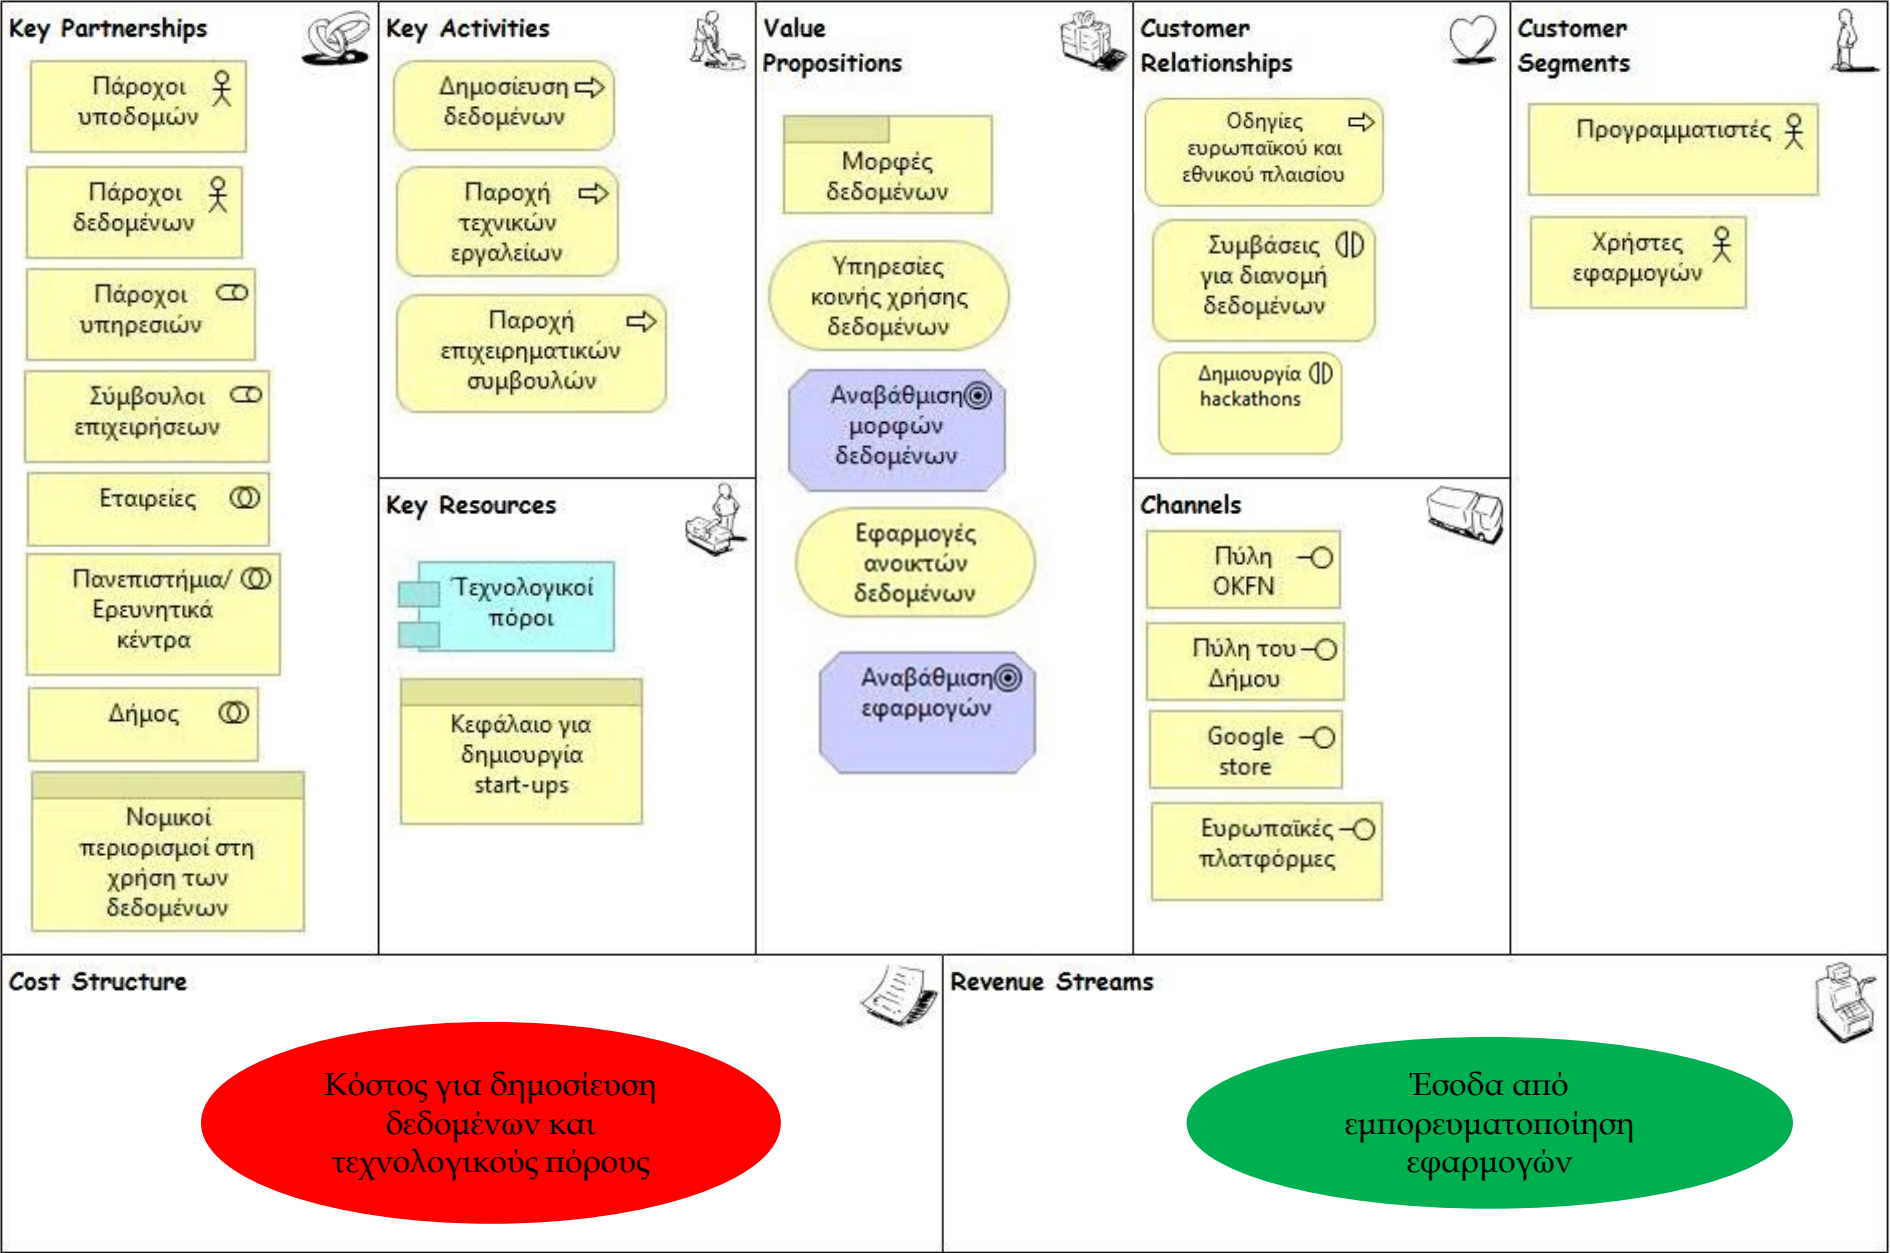 Key Partnerships
Πάροχοι
υποδομών
Πάροχοι
δεδομένων
Πάροχοι
υπηρεσιών
Σύμβουλοι
επιχειρήσεων
Εταιρείες
Πανεπιστήμια/
Ερευνητικά
κέντρα
Δήμος
Νομικοί
περιορισμοί στη
χρήση των
δεδομένων
Key Activities
Δημοσίευση
δεδομένων
Παροχή
τεχνικών
εργαλείων
Παροχή
επιχειρηματικών
συμβουλών
Key Resources
Τεχνολογικοί
πόροι
Κεφάλαιο για
δημιουργία
start-ups
Value
Propositions
Μορφές
δεδομένων
Υπηρεσίες
κοινής χρήσης
δεδομένων
Αναβάθμιση
μορφών
δεδομένων
Εφαρμογές
ανοικτών
δεδομένων
Αναβάθμιση
εφαρμογών
Customer
Relationships
Οδηγίες
ευρωπαϊκού και
εθνικού πλαισίου
Συμβάσεις
για διανομή
δεδομένων
Δημιουργία
hackathons
Channels
Πύλη
OKFN
Πύλη του
Δήμου
Google
store
Ευρωπαϊκές
πλατφόρμες
Customer
Segments
Προγραμματιστές
Χρήστες
εφαρμογών
Cost Structure
Κόστος για δημοσίευση
δεδομένων και
τεχνολογικούς πόρους
Revenue Streams
Έσοδα από
εμπορευματοποίηση
εφαρμογών